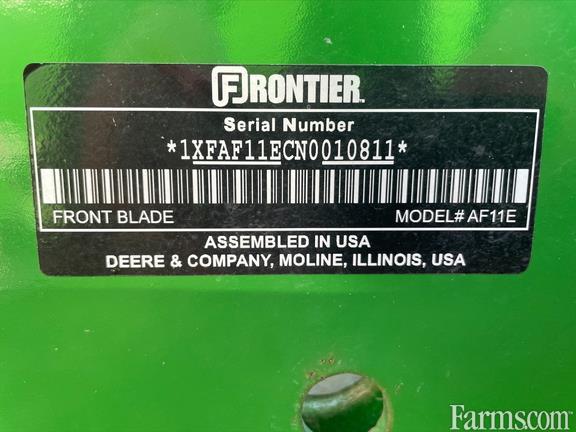 FRONTIER
Serial Number
*1XFAF11ECN0010811*
FRONT BLADE MODEL# AF11E
ASSEMBLED IN USA
DEERE & COMPANY, MOLINE, ILLINOIS, USA
Farms.com